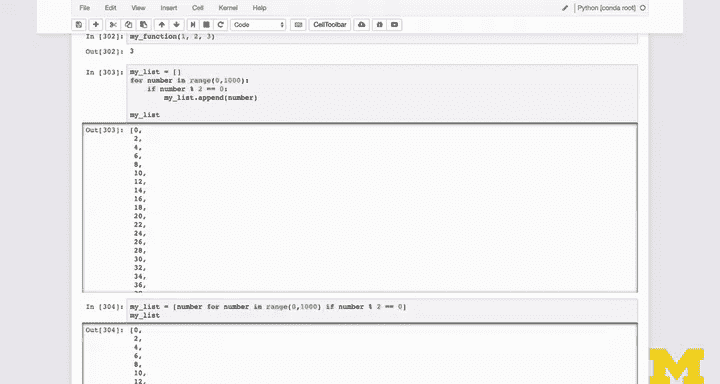 File Edit View Insert Cell Kernel Help Python [conda root]
Code CellToolbar
In [302]: my_function(1, 2, 3)
Out[302]: 3
In [303]: my_list = []
for number in range(0,1000):
if number % 2 == 0:
my_list.append(number)
my_list
Out[303]: [0,
2,
4,
6,
8,
10,
12,
14,
16,
18,
20,
22,
24,
26,
28,
30,
32,
34,
36,
In [304]: my_list = [number for number in range(0,1000) if number % 2 == 0]
my_list
Out[304]: [0,
2,
4,
6,
8,
10,
12,
M